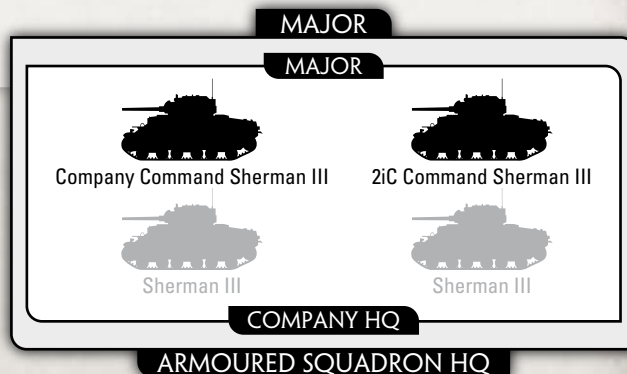 MAJOR
MAJOR
Company Command Sherman III 2iC Command Sherman III
Sherman III Sherman III
COMPANY HQ
ARMOURED SQUADRON HQ